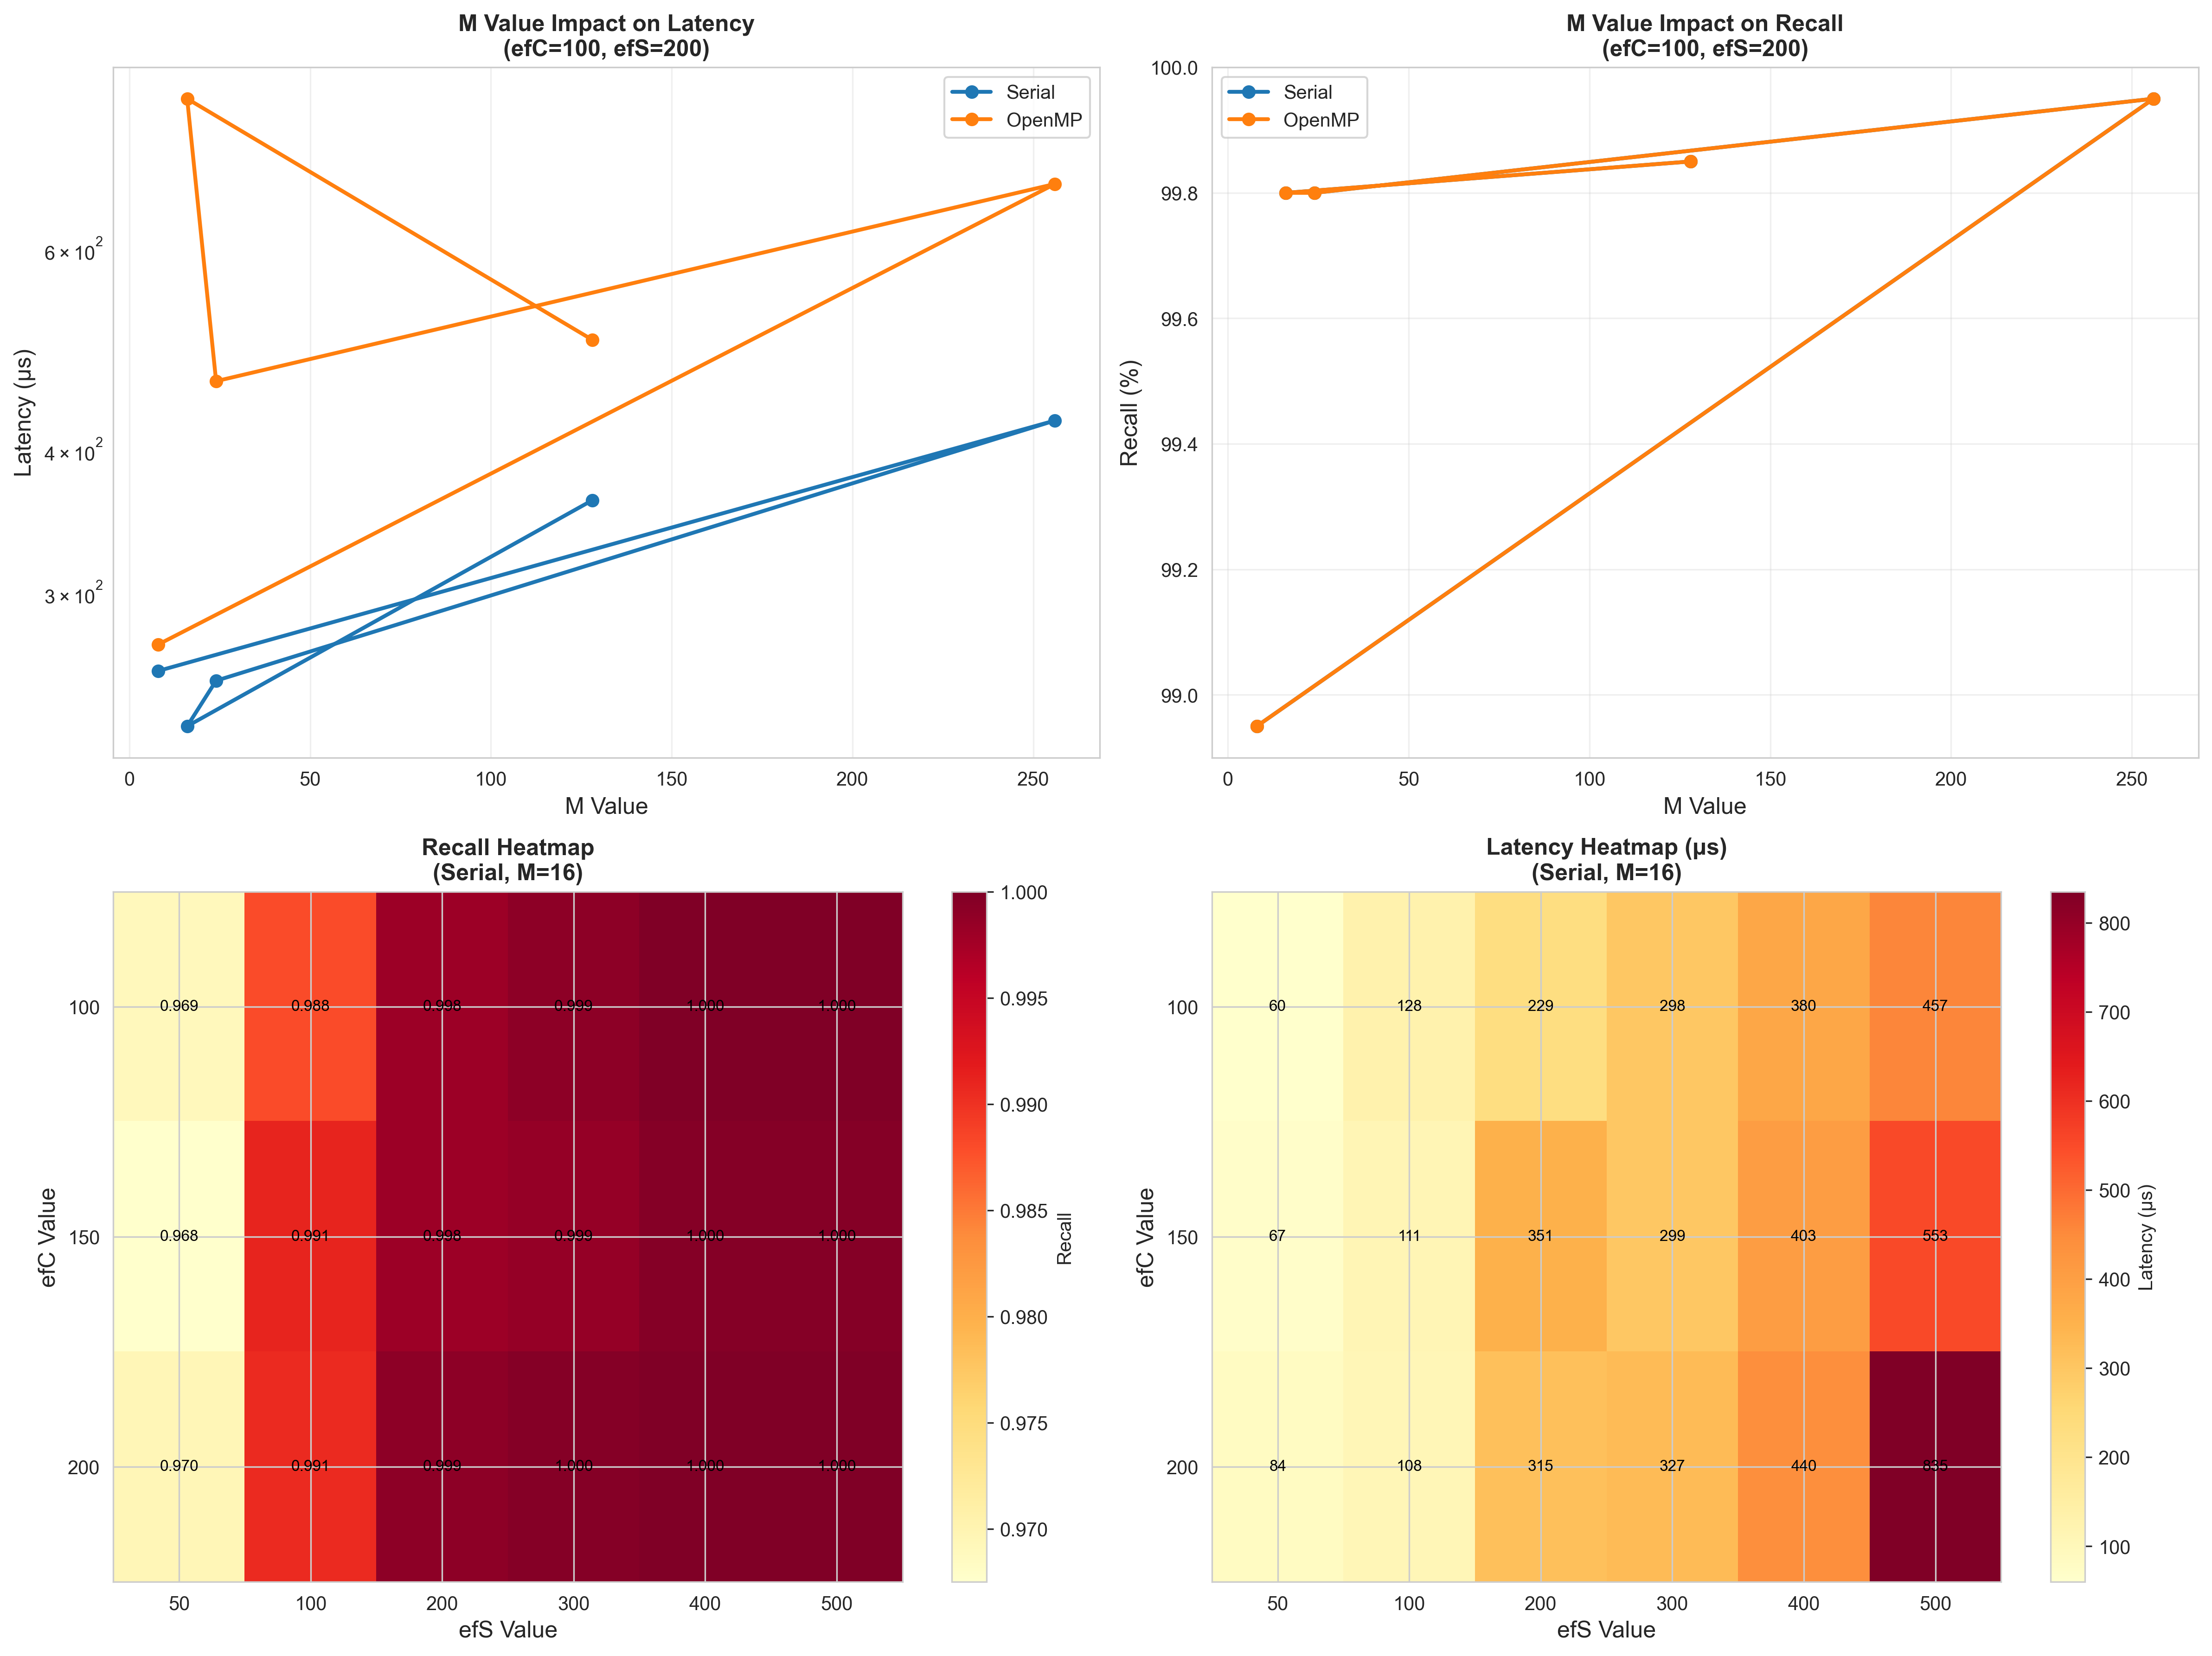 M Value Impact on Latency
(efC=100, efS=200)
Serial
OpenMP
6 × 10²
4 × 10²
3 × 10²
Latency (μs)
0 50 100 150 200 250
M Value
M Value Impact on Recall
(efC=100, efS=200)
Serial
OpenMP
100.0
99.8
99.6
99.4
99.2
99.0
Recall (%)
0 50 100 150 200 250
M Value
Recall Heatmap
(Serial, M=16)
efC Value
100 0.969 0.988 0.998 0.999 1.000 1.000
150 0.968 0.991 0.998 0.999 1.000 1.000
200 0.970 0.991 0.999 1.000 1.000 1.000
50 100 200 300 400 500
efS Value
1.000
0.995
0.990
0.985
0.980
0.975
0.970
Recall
Latency Heatmap (μs)
(Serial, M=16)
efC Value
100 60 128 229 298 380 457
150 67 111 351 299 403 553
200 84 108 315 327 440 835
50 100 200 300 400 500
efS Value
800
700
600
500
400
300
200
100
Latency (μs)